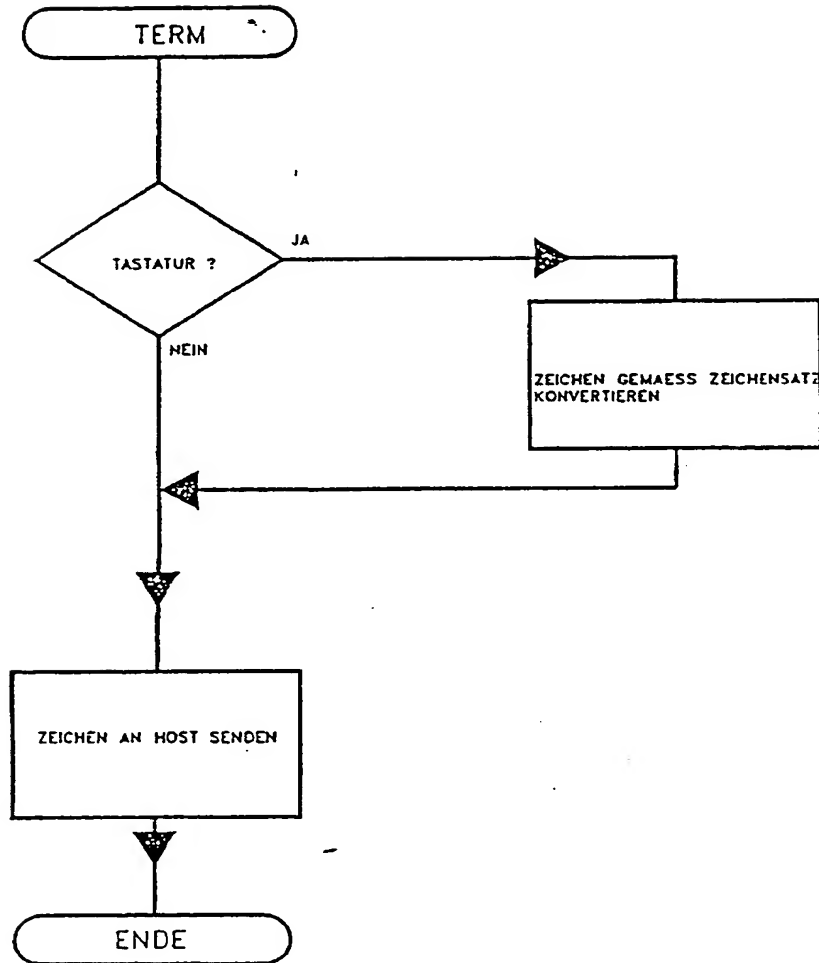 TERM
TASTATUR ?
JA
NEIN
ZEICHEN GEMAESS ZEICHENSATZ
KONVERTIEREN
ZEICHEN AN HOST SENDEN
ENDE